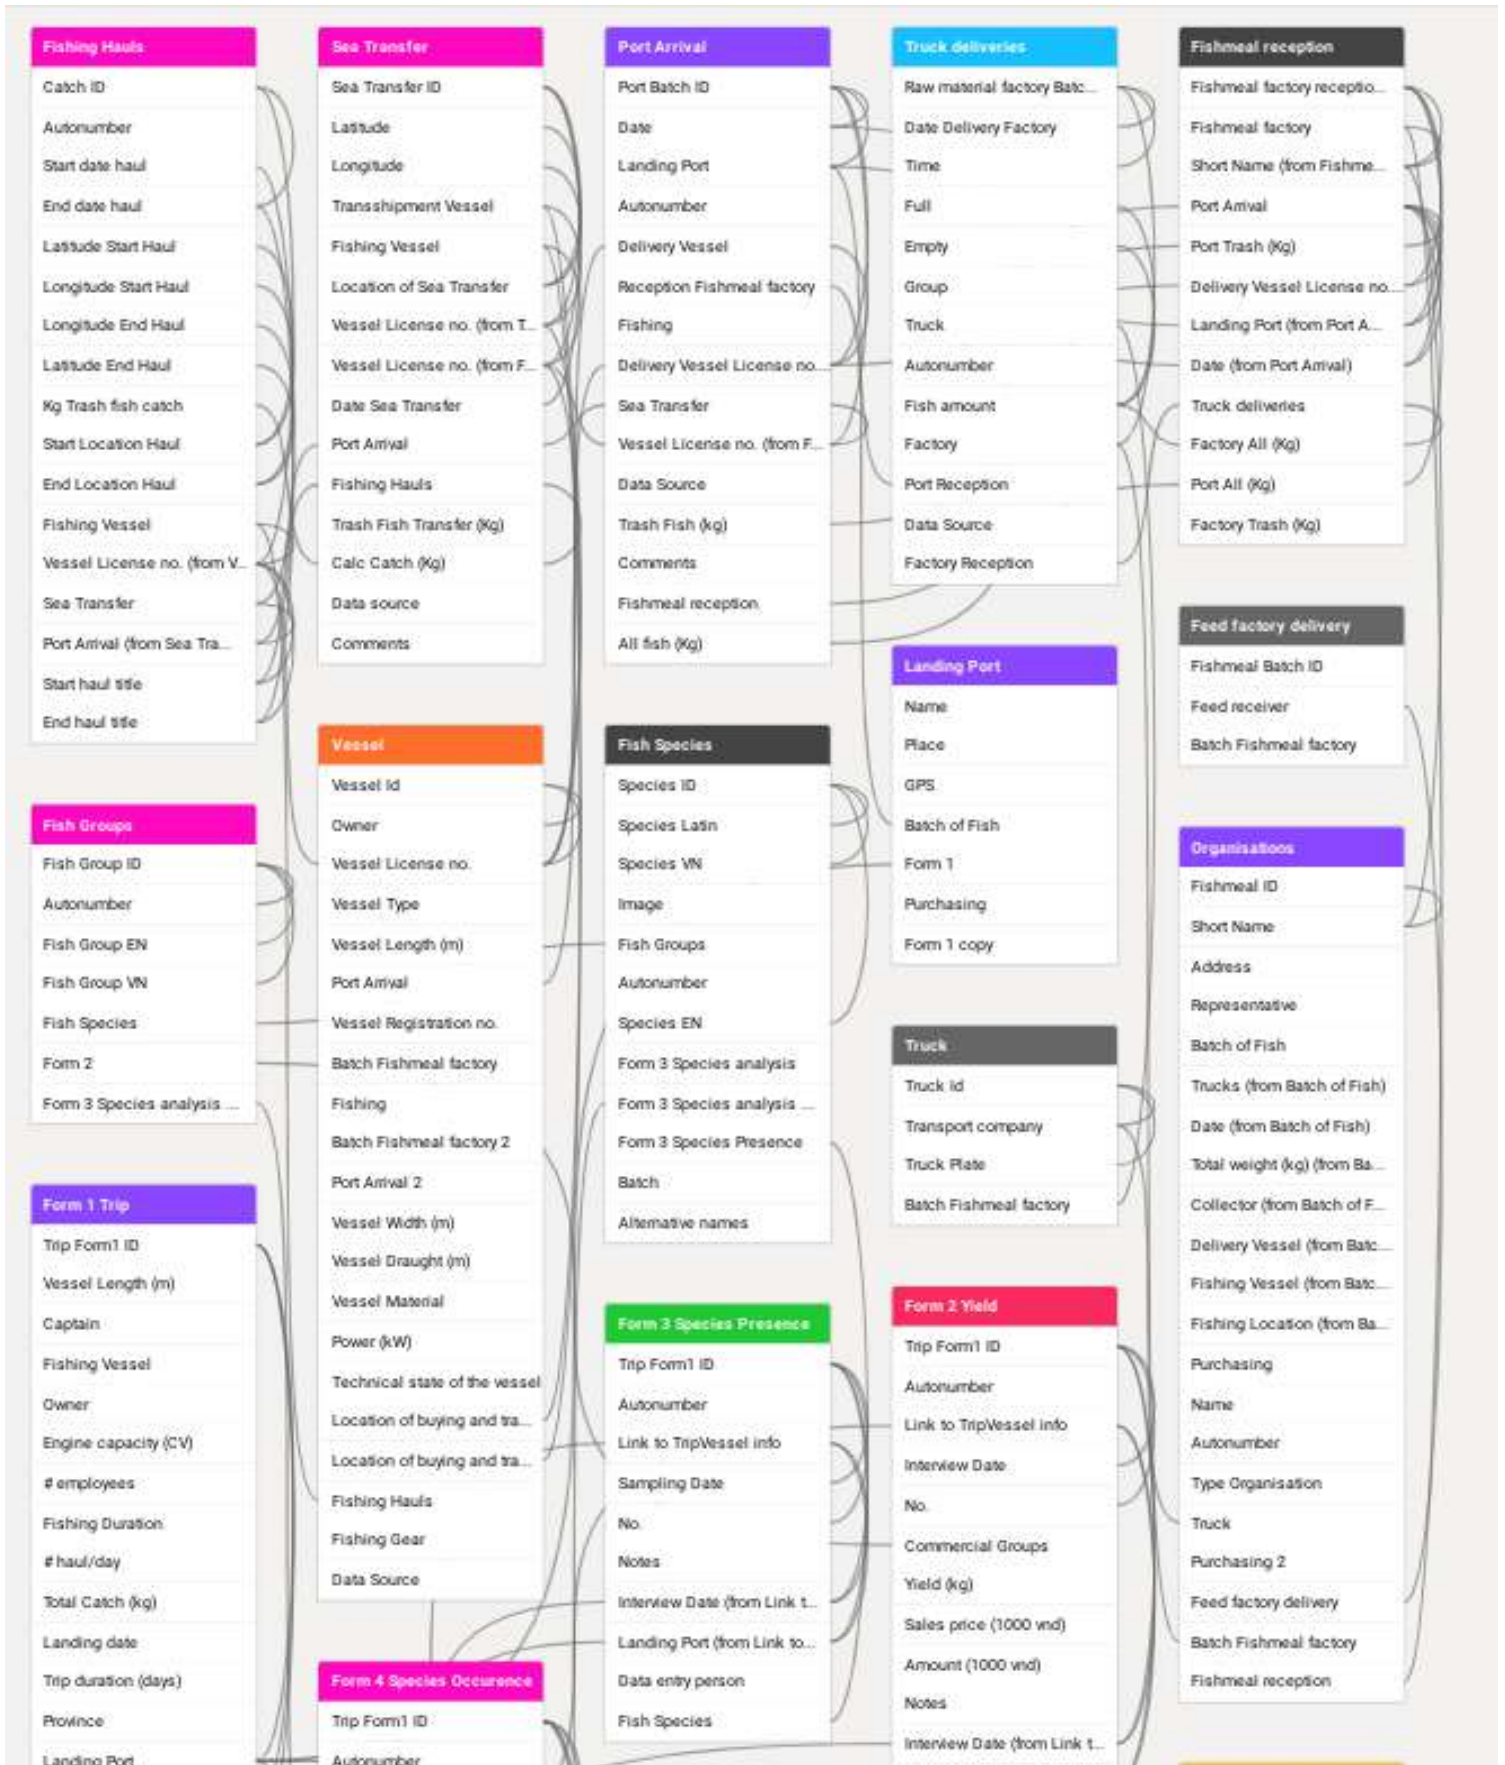 Fishing Hauls
Catch ID
Autonumber
Start date haul
End date haul
Latitude Start Haul
Longitude Start Haul
Longitude End Haul
Latitude End Haul
Kg Trash fish catch
Start Location Haul
End Location Haul
Fishing Vessel
Vessel License no. (from V...
Sea Transfer
Port Arrival (from Sea Tra...
Start haul title
End haul title
Fish Groups
Fish Group ID
Autonumber
Fish Group EN
Fish Group VN
Fish Species
Form 2
Form 3 Species analysis ...
Form 1 Trip
Trip Form1 ID
Vessel Length (m)
Captain
Fishing Vessel
Owner
Engine capacity (CV)
# employees
Fishing Duration
# haul/day
Total Catch (kg)
Landing date
Trip duration (days)
Province
Landing Port
Sea Transfer
Sea Transfer ID
Latitude
Longitude
Transshipment Vessel
Fishing Vessel
Location of Sea Transfer
Vessel License no. (from T...
Vessel License no. (from F...
Date Sea Transfer
Port Arrival
Fishing Hauls
Trash Fish Transfer (Kg)
Calc Catch (Kg)
Data source
Comments
Vessel
Vessel Id
Owner
Vessel License no.
Vessel Type
Vessel Length (m)
Port Arrival
Vessel Registration no.
Batch Fishmeal factory
Fishing
Batch Fishmeal factory 2
Port Arrival 2
Vessel Width (m)
Vessel Draught (m)
Vessel Material
Power (kW)
Technical state of the vessel
Location of buying and tra...
Location of buying and tra...
Fishing Hauls
Fishing Gear
Data Source
Form 4 Species Occurence
Trip Form1 ID
Autonumber
Port Arrival
Port Batch ID
Date
Landing Port
Autonumber
Delivery Vessel
Reception Fishmeal factory
Fishing
Delivery Vessel License no...
Sea Transfer
Vessel License no. (from F...
Data Source
Trash Fish (kg)
Comments
Fishmeal reception
All fish (Kg)
Fish Species
Species ID
Species Latin
Species VN
Image
Fish Groups
Autonumber
Species EN
Form 3 Species analysis
Form 3 Species analysis ...
Form 3 Species Presence
Batch
Alternative names
Form 3 Species Presence
Trip Form1 ID
Autonumber
Link to TripVessel info
Sampling Date
No.
Notes
Interview Date (from Link t...
Landing Port (from Link to...
Data entry person
Fish Species
Truck deliveries
Raw material factory Batc...
Date Delivery Factory
Time
Full
Empty
Group
Truck
Autonumber
Fish amount
Factory
Port Reception
Data Source
Factory Reception
Landing Port
Name
Place
GPS
Batch of Fish
Form 1
Purchasing
Form 1 copy
Truck
Truck Id
Transport company
Truck Plate
Batch Fishmeal factory
Form 2 Yield
Trip Form1 ID
Autonumber
Link to TripVessel info
Interview Date
No.
Commercial Groups
Yield (kg)
Sales price (1000 vnd)
Amount (1000 vnd)
Notes
Interview Date (from Link t...
Fishmeal reception
Fishmeal factory receptio...
Fishmeal factory
Short Name (from Fishme...
Port Arrival
Port Trash (Kg)
Delivery Vessel License no...
Landing Port (from Port A...
Date (from Port Arrival)
Truck deliveries
Factory All (Kg)
Port All (Kg)
Factory Trash (Kg)
Feed factory delivery
Fishmeal Batch ID
Feed receiver
Batch Fishmeal factory
Organisations
Fishmeal ID
Short Name
Address
Representative
Batch of Fish
Trucks (from Batch of Fish)
Date (from Batch of Fish)
Total weight (kg) (from Ba...
Collector (from Batch of F...
Delivery Vessel (from Batc...
Fishing Vessel (from Batc...
Fishing Location (from Ba...
Purchasing
Name
Autonumber
Type Organisation
Truck
Purchasing 2
Feed factory delivery
Batch Fishmeal factory
Fishmeal reception